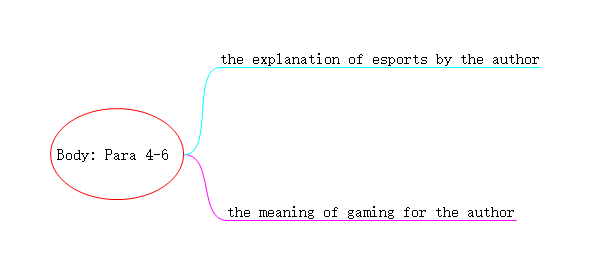 the explanation of esports by the author
Body: Para 4-6
the meaning of gaming for the author